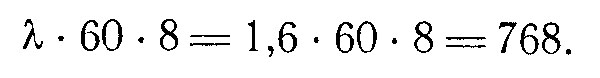 λ · 60 · 8 = 1,6 · 60 · 8 = 768.